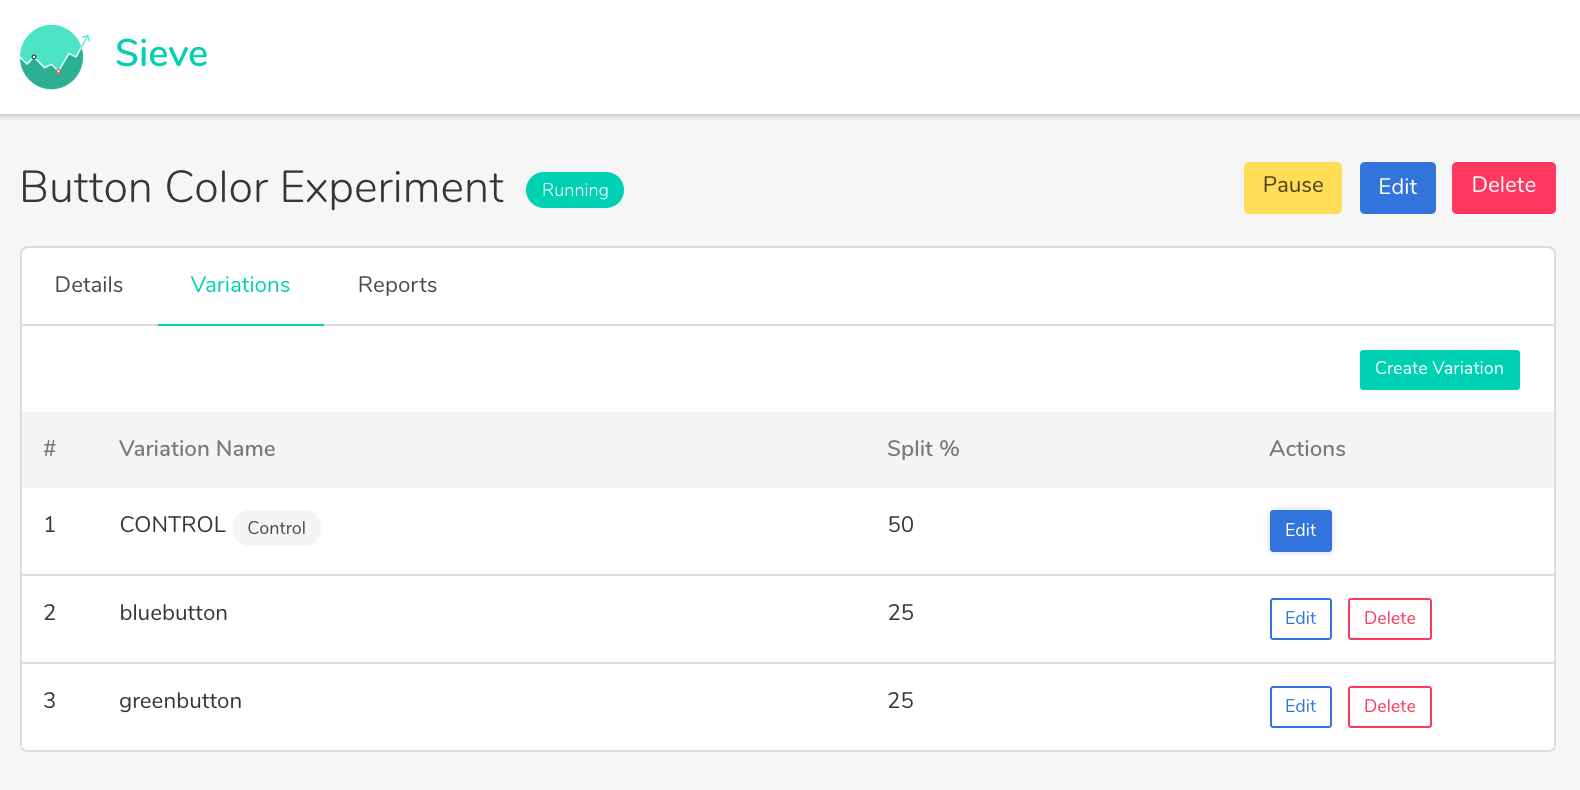 Sieve
Button Color Experiment Running Pause Edit Delete
Details Variations Reports
Create Variation
# Variation Name Split % Actions
1 CONTROL Control 50 Edit
2 bluebutton 25 Edit Delete
3 greenbutton 25 Edit Delete